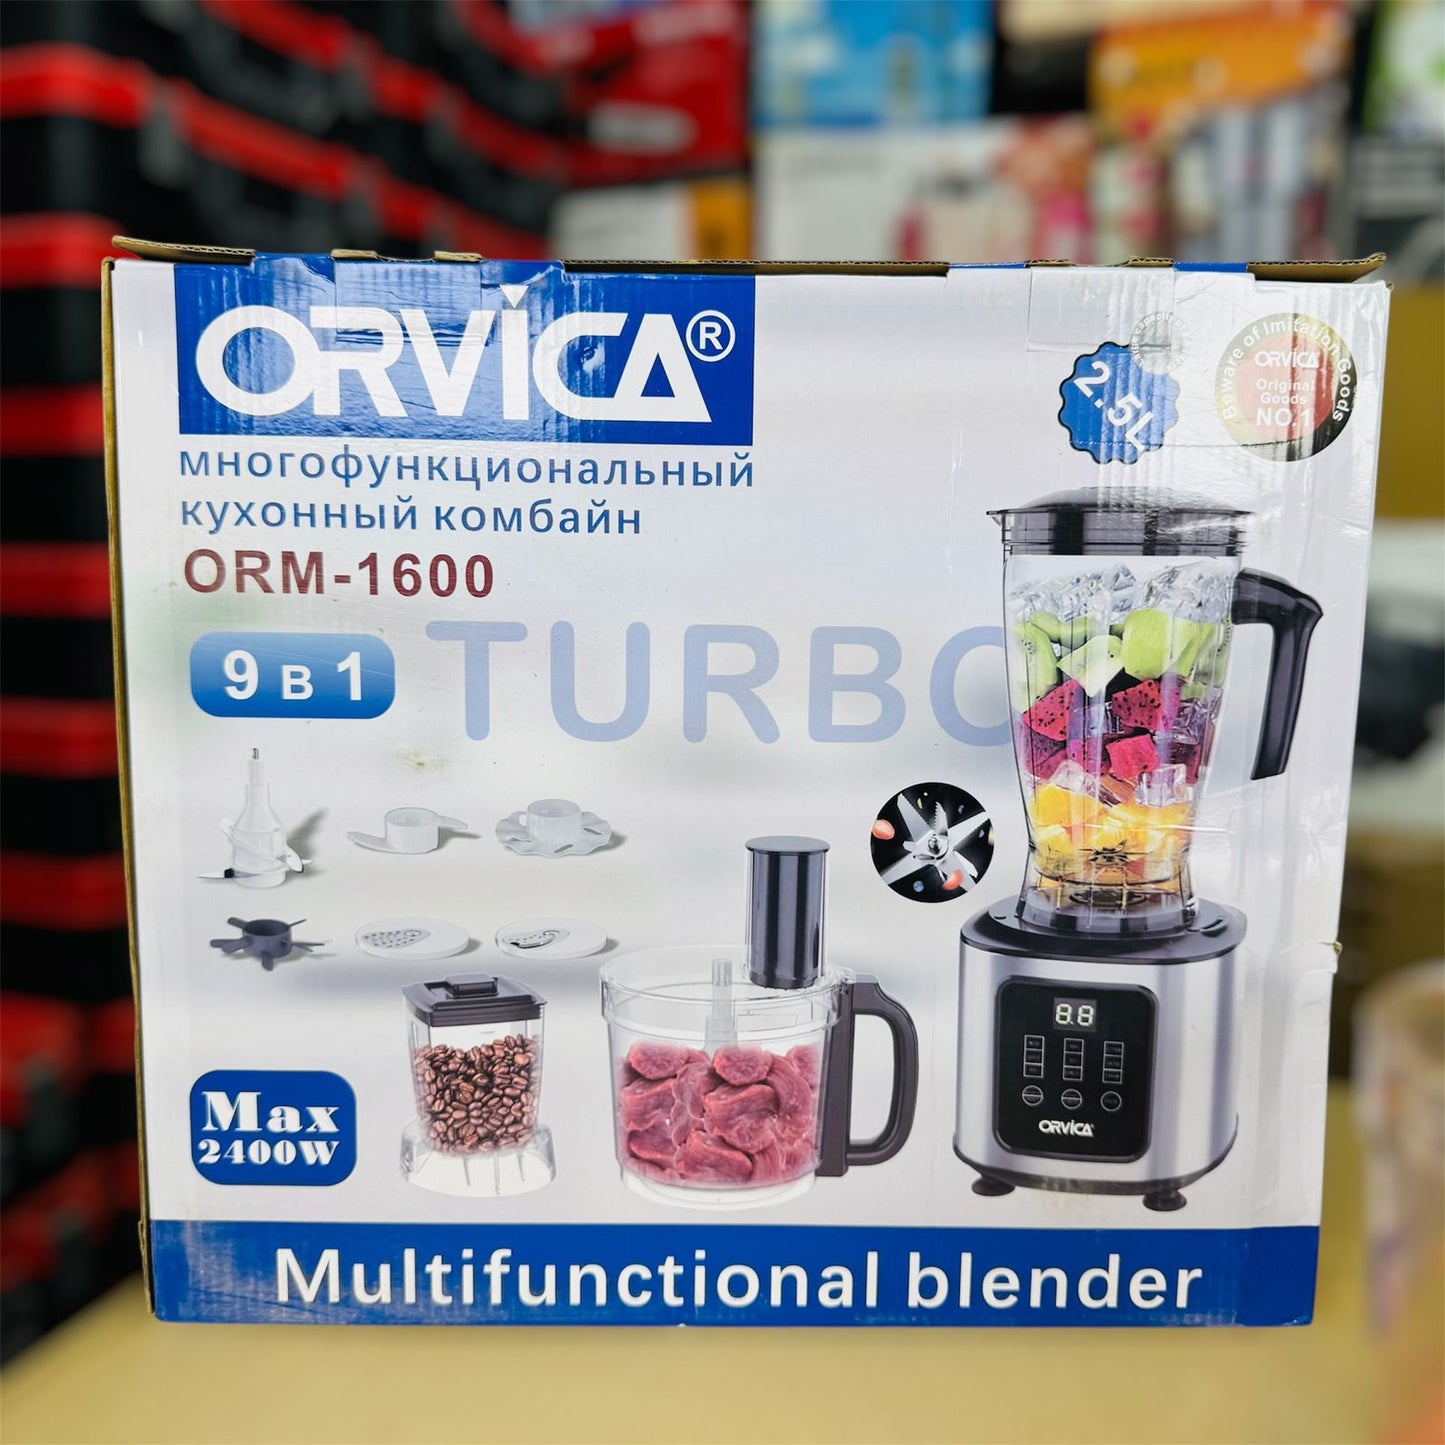 ORVICA®
многофункциональный
кухонный комбайн
ORM-1600
9 в 1
TURBO
2.5L
Beware of Imitation Goods
ORVICA
Original
Goods
NO.1
8.8
ORVICA
Max
2400W
Multifunctional blender